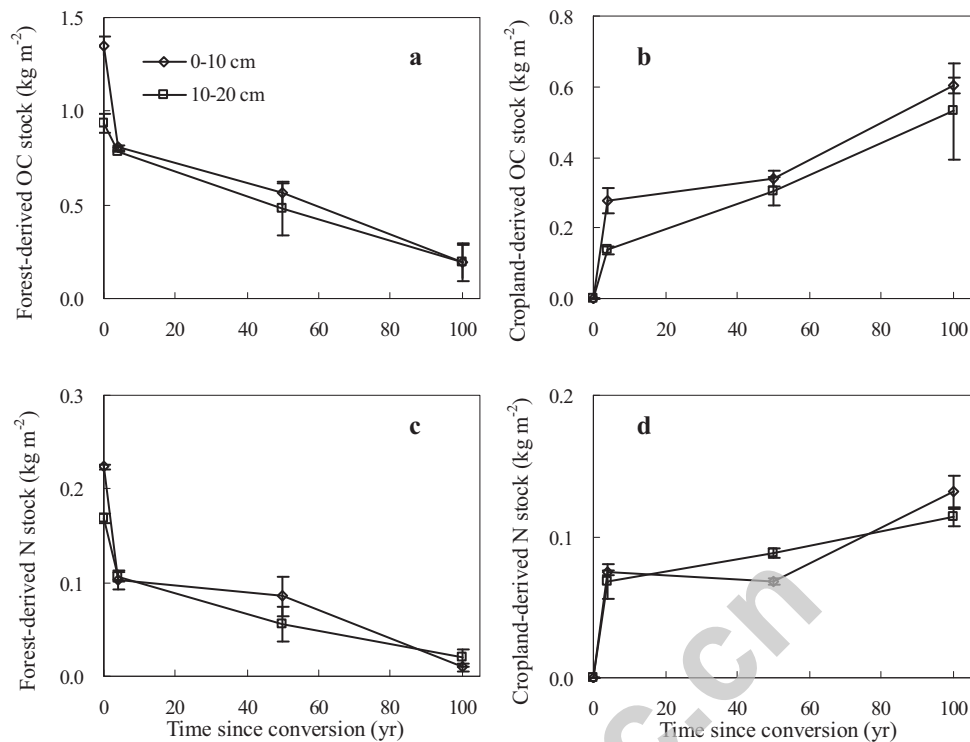 Forest-derived OC stock (kg m-2)
1.5
1.0
0.5
0.0
0 20 40 60 80 100
a
0-10 cm
10-20 cm
Cropland-derived OC stock (kg m-2)
0.8
0.6
0.4
0.2
0.0
0 20 40 60 80 100
b
Forest-derived N stock (kg m-2)
0.3
0.2
0.1
0.0
0 20 40 60 80 100
Time since conversion (yr)
c
Cropland-derived N stock (kg m-2)
0.2
0.1
0.0
0 20 40 60 80 100
Time since conversion (yr)
d
c.cn